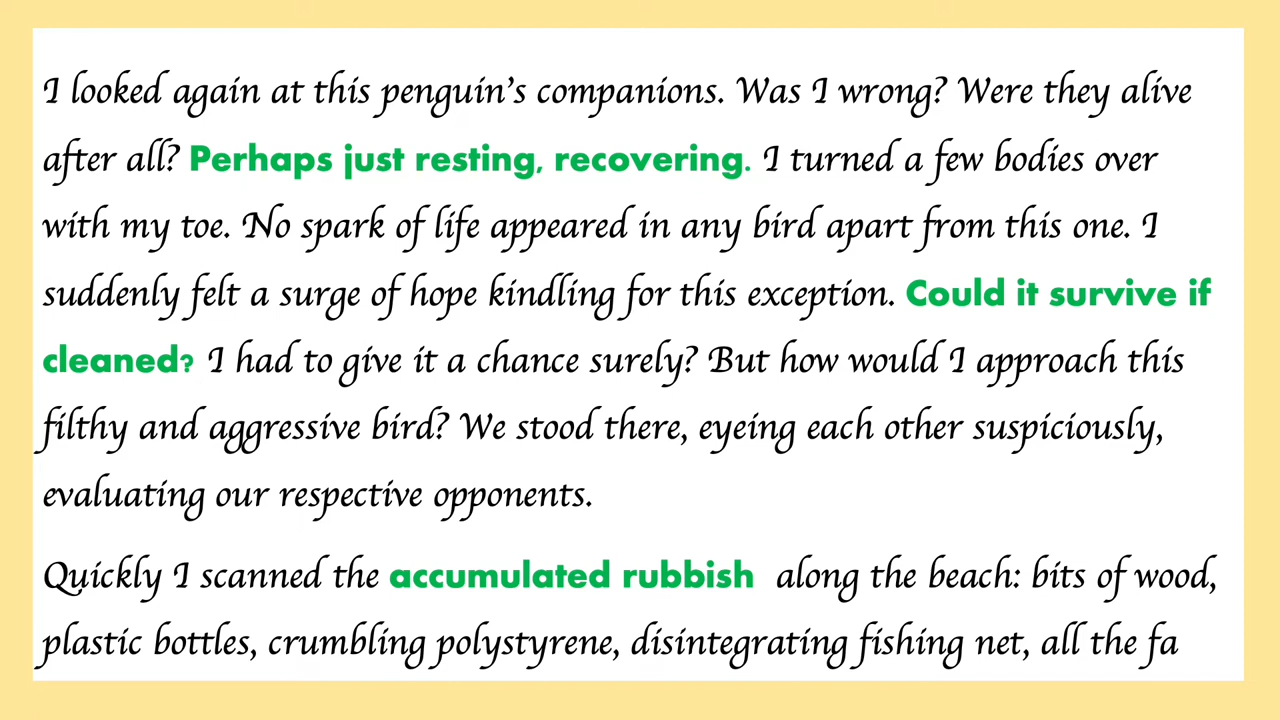 I looked again at this penguin's companions. Was I wrong? Were they alive
after all? Perhaps just resting, recovering. I turned a few bodies over
with my toe. No spark of life appeared in any bird apart from this one. I
suddenly felt a surge of hope kindling for this exception. Could it survive if
cleaned? I had to give it a chance surely? But how would I approach this
filthy and aggressive bird? We stood there, eyeing each other suspiciously,
evaluating our respective opponents.
Quickly I scanned the accumulated rubbish along the beach: bits of wood,
plastic bottles, crumbling polystyrene, disintegrating fishing net, all the fa